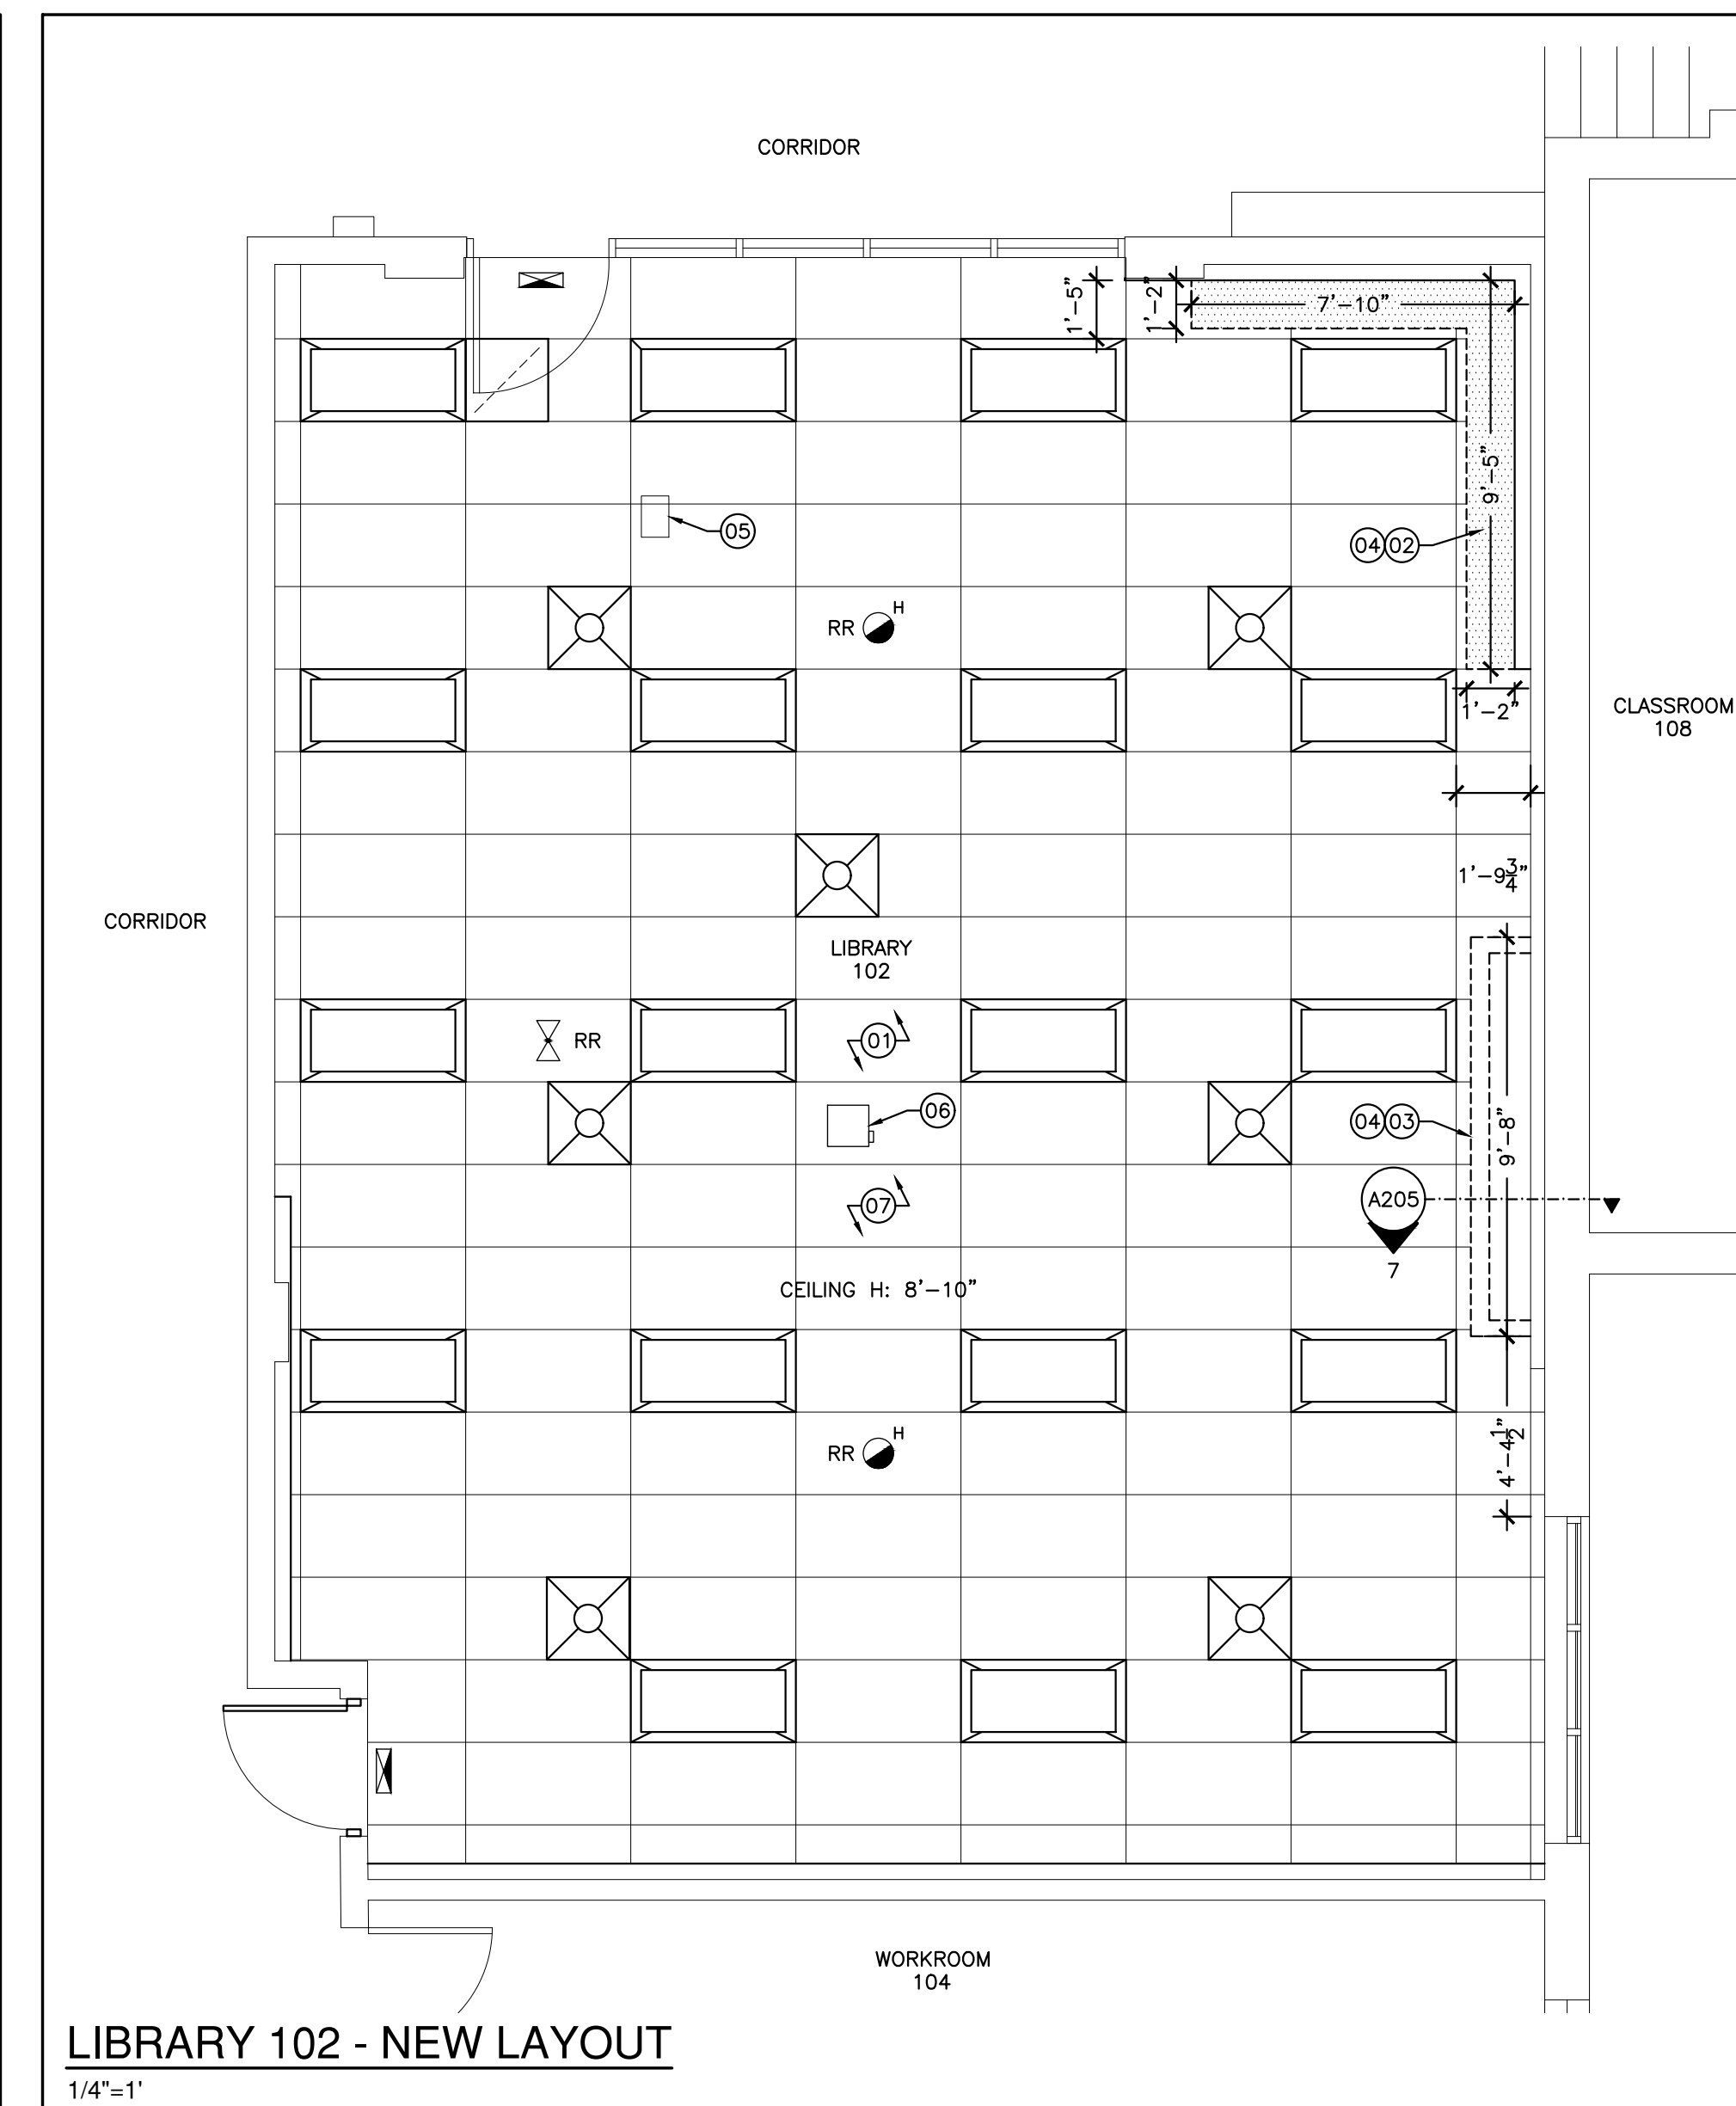 CORRIDOR
1'-5"
1'-2"
7'-10"
9'-5"
05
04 02
RR H
1'-2"
CLASSROOM
108
1'-9 3/4"
CORRIDOR
LIBRARY
102
RR
01
06
04 03
9'-8"
A205
7
07
CEILING H: 8'-10"
RR H
4'-4 1/2"
WORKROOM
104
LIBRARY 102 - NEW LAYOUT
1/4"=1'